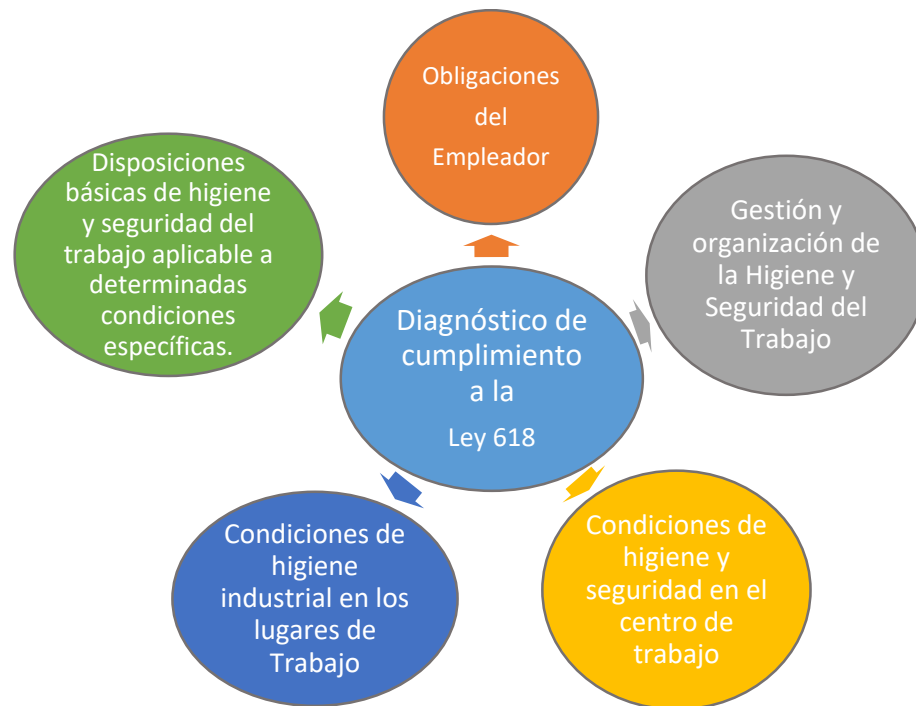 Obligaciones
del
Empleador
Disposiciones
básicas de higiene
y seguridad del
trabajo aplicable a
determinadas
condiciones
específicas.
Gestión y
organización de
la Higiene y
Seguridad del
Trabajo
Diagnóstico de
cumplimiento
a la
Ley 618
Condiciones de
higiene
industrial en los
lugares de
Trabajo
Condiciones de
higiene y
seguridad en el
centro de
trabajo